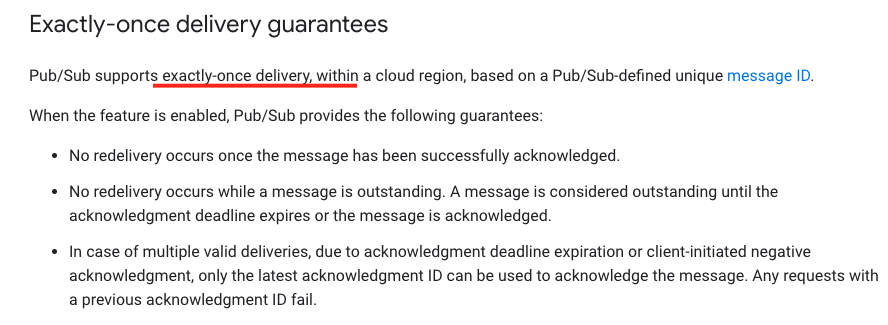 Exactly-once delivery guarantees
Pub/Sub supports exactly-once delivery, within a cloud region, based on a Pub/Sub-defined unique message ID.
When the feature is enabled, Pub/Sub provides the following guarantees:
• No redelivery occurs once the message has been successfully acknowledged.
• No redelivery occurs while a message is outstanding. A message is considered outstanding until the
acknowledgment deadline expires or the message is acknowledged.
• In case of multiple valid deliveries, due to acknowledgment deadline expiration or client-initiated negative
acknowledgment, only the latest acknowledgment ID can be used to acknowledge the message. Any requests with
a previous acknowledgment ID fail.